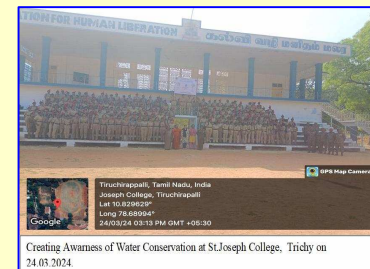 ATION FOR HUMAN LIBERATION
GPS Map Camera
Tiruchirappalli, Tamil Nadu, India
Joseph College, Tiruchirapalli
Lat 10.829629°
Long 78.68994°
24/03/24 03:13 PM GMT +05:30
Google
Creating Awarness of Water Conservation at St.Joseph College, Trichy on
24.03.2024.